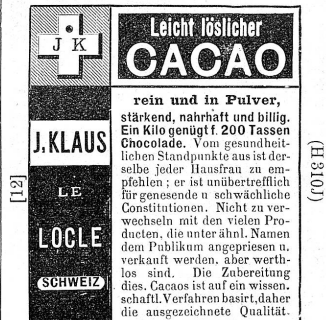 J K
Leicht löslicher
CACAO
J. KLAUS
LE
LOCLE
SCHWEIZ
rein und in Pulver,
stärkend, nahrhaft und billig.
Ein Kilo genügt f. 200 Tassen
Chocolade. Vom gesundheit-
lichen Standpunkte aus ist der-
selbe jeder Hausfrau zu em-
pfehlen ; er ist unübertrefflich
für genesende u. schwächliche
Constitutionen. Nicht zu ver-
wechseln mit den vielen Pro-
ducten, die unter ähnl. Namen
dem Publikum angepriesen u.
verkauft werden, aber werth-
los sind. Die Zubereitung
dies. Cacaos ist auf ein wissen.
schaftl. Verfahren basirt, daher
die ausgezeichnete Qualität.
[12]
(H 310 J)